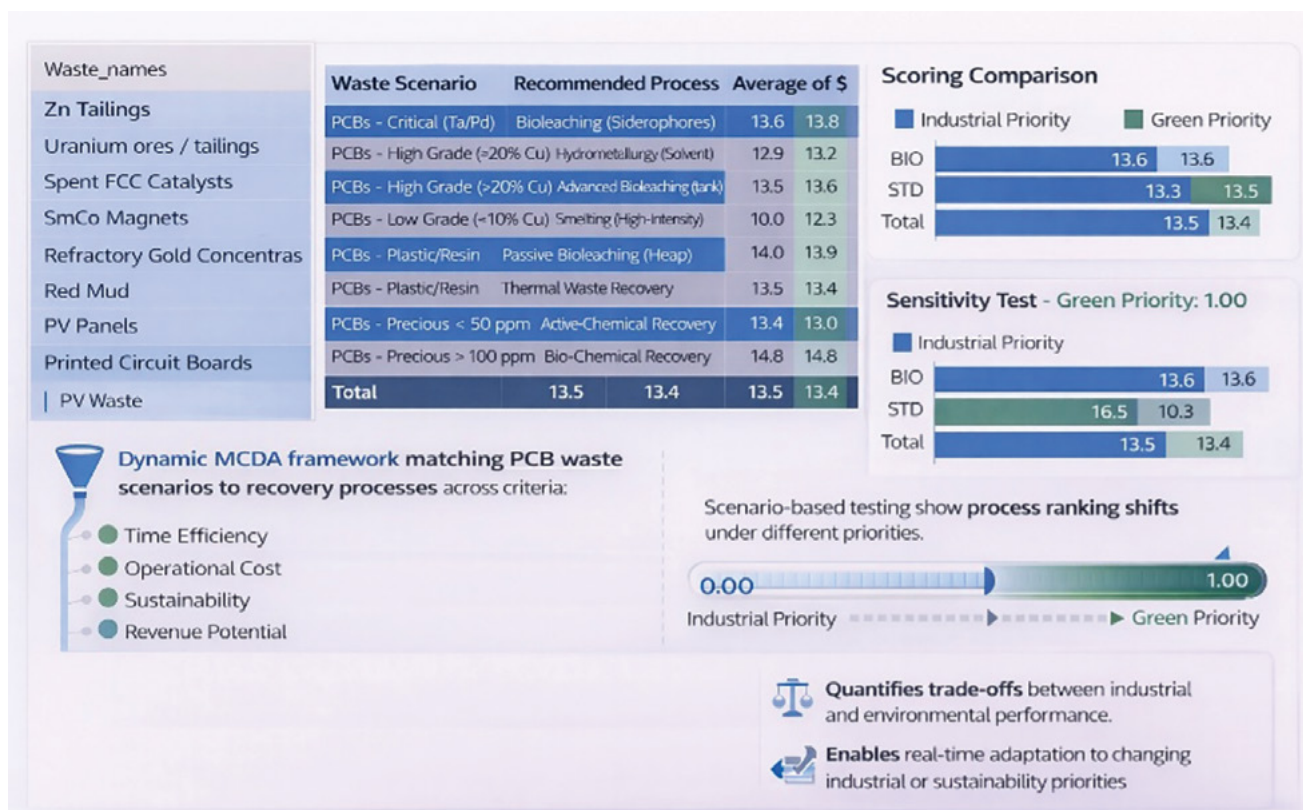 Waste_names
Zn Tailings
Uranium ores / tailings
Spent FCC Catalysts
SmCo Magnets
Refractory Gold Concentras
Red Mud
PV Panels
Printed Circuit Boards
PV Waste
Waste Scenario Recommended Process Average of $
PCBs - Critical (Ta/Pd) Bioleaching (Siderophores) 13.6 13.8
PCBs - High Grade (=20% Cu) Hydrometallurgy (Solvent) 12.9 13.2
PCBs - High Grade (>20% Cu) Advanced Bioleaching (tank) 13.5 13.6
PCBs - Low Grade (<10% Cu) Smelting (High-Intensity) 10.0 12.3
PCBs - Plastic/Resin Passive Bioleaching (Heap) 14.0 13.9
PCBs - Plastic/Resin Thermal Waste Recovery 13.5 13.4
PCBs - Precious < 50 ppm Active-Chemical Recovery 13.4 13.0
PCBs - Precious > 100 ppm Bio-Chemical Recovery 14.8 14.8
Total 13.5 13.4 13.5 13.4
Scoring Comparison
Industrial Priority Green Priority
BIO 13.6 13.6
STD 13.3 13.5
Total 13.5 13.4
Sensitivity Test - Green Priority: 1.00
Industrial Priority
BIO 13.6 13.6
STD 16.5 10.3
Total 13.5 13.4
Dynamic MCDA framework matching PCB waste
scenarios to recovery processes across criteria:
Time Efficiency
Operational Cost
Sustainability
Revenue Potential
Scenario-based testing show process ranking shifts
under different priorities.
0.00 1.00
Industrial Priority Green Priority
Quantifies trade-offs between industrial
and environmental performance.
Enables real-time adaptation to changing
industrial or sustainability priorities